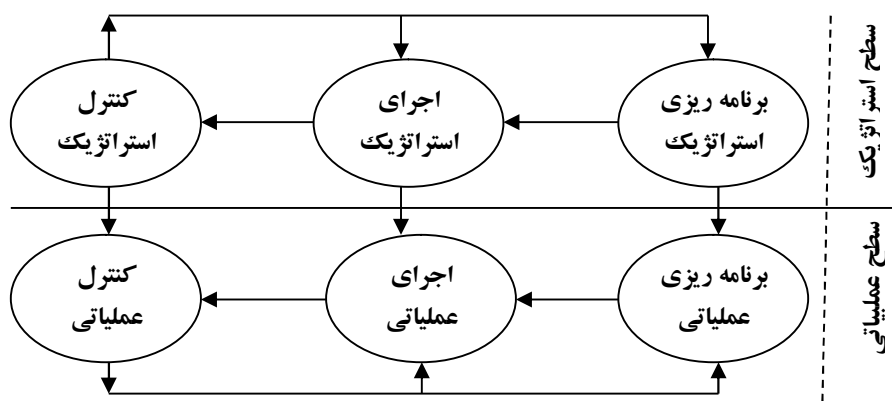 برنامه ریزی
استراتژیک
اجرای
استراتژیک
کنترل
استراتژیک
سطح استراتژیک
برنامه ریزی
عملیاتی
اجرای
عملیاتی
کنترل
عملیاتی
سطح عملیاتی